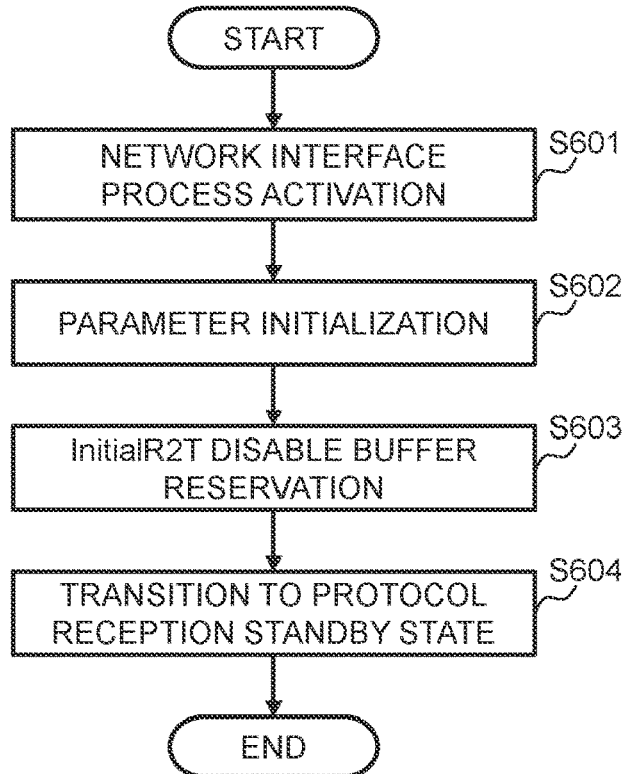 START
S601
NETWORK INTERFACE
PROCESS ACTIVATION
S602
PARAMETER INITIALIZATION
S603
InitialR2T DISABLE BUFFER
RESERVATION
S604
TRANSITION TO PROTOCOL
RECEPTION STANDBY STATE
END